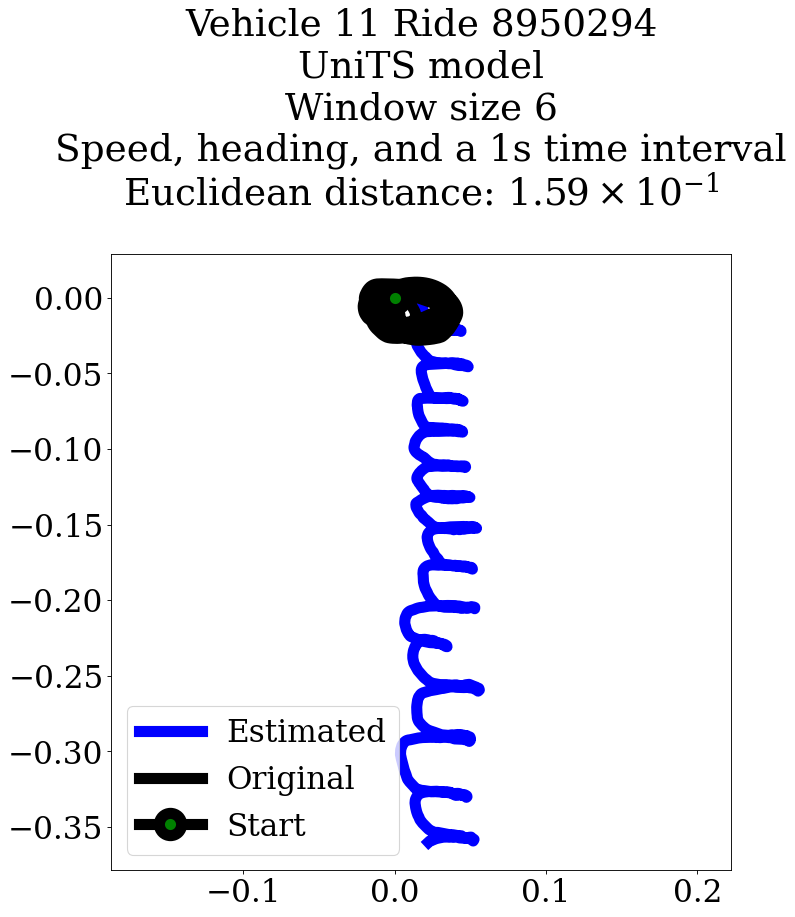 Vehicle 11 Ride 8950294
UniTS model
Window size 6
Speed, heading, and a 1s time interval
Euclidean distance: 1.59 × 10⁻¹
0.00
−0.05
−0.10
−0.15
−0.20
−0.25
−0.30
−0.35
Estimated
Original
Start
−0.1
0.0
0.1
0.2